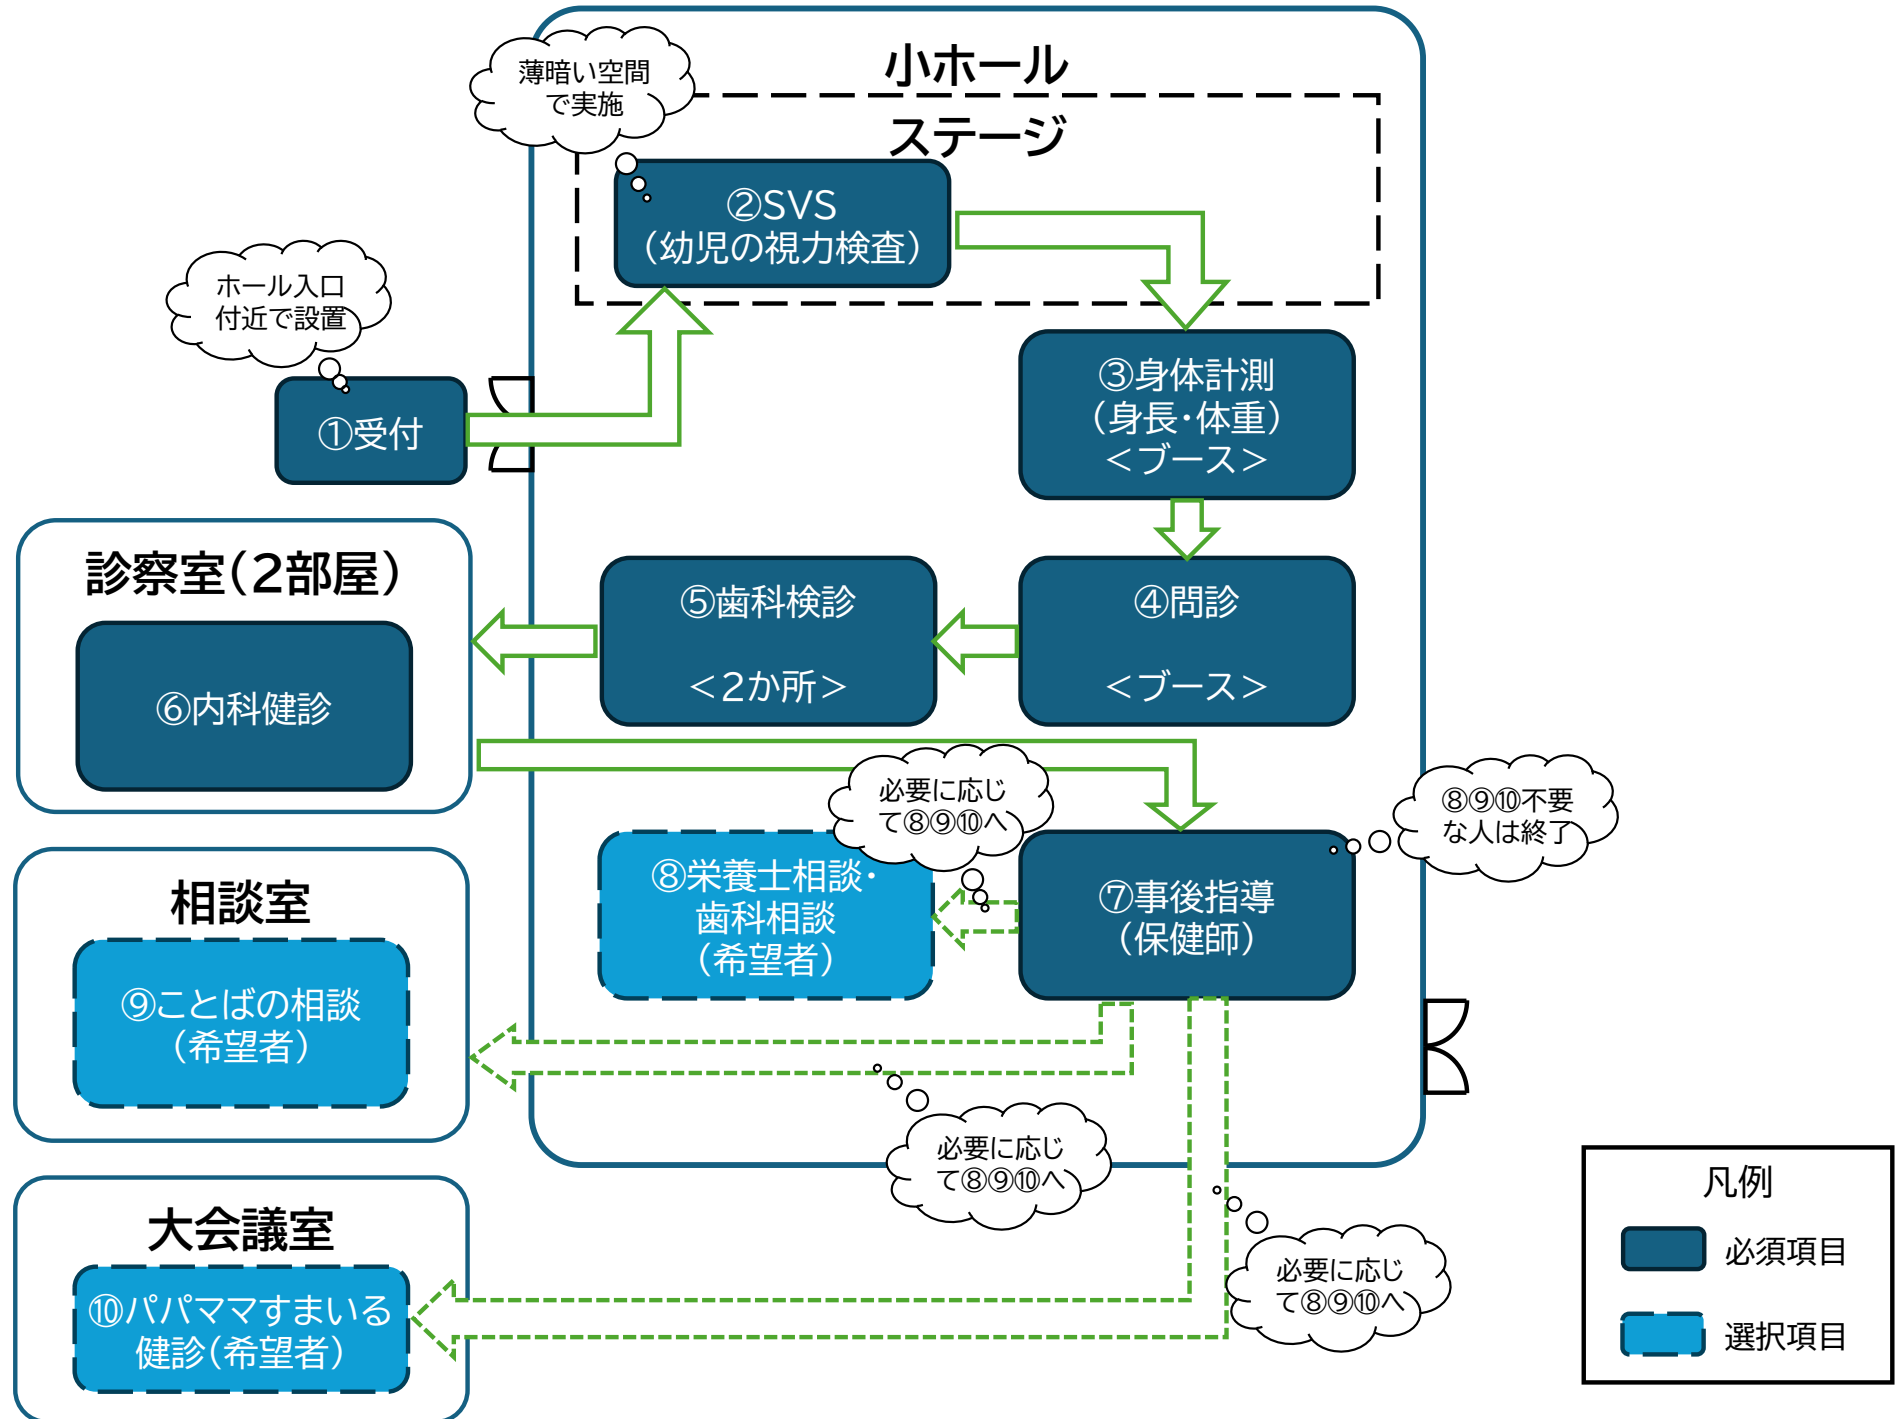 小ホール
ステージ
薄暗い空間
で実施
②SVS
（幼児の視力検査）
ホール入口
付近で設置
①受付
③身体計測
（身長・体重）
＜ブース＞
診察室（2部屋）
⑥内科健診
⑤歯科検診
＜2か所＞
④問診
＜ブース＞
必要に応じ
て⑧⑨⑩へ
⑧⑨⑩不要
な人は終了
⑧栄養士相談・
歯科相談
（希望者）
⑦事後指導
（保健師）
相談室
⑨ことばの相談
（希望者）
必要に応じ
て⑧⑨⑩へ
大会議室
⑩パパママすまいる
健診（希望者）
必要に応じ
て⑧⑨⑩へ
凡例
必須項目
選択項目